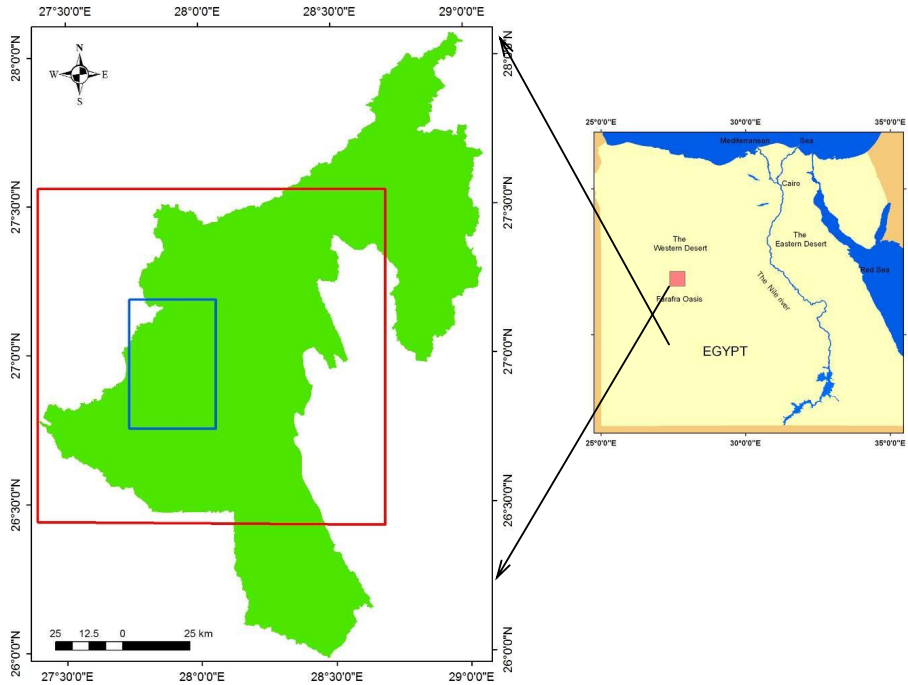 27°30'0"E 28°0'0"E 28°30'0"E 29°0'0"E
28°0'0"N
28°0'0"N
N
W E
S
27°30'0"N
27°30'0"N
27°0'0"N
27°0'0"N
26°30'0"N
26°30'0"N
26°0'0"N
26°0'0"N
25 12.5 0 25 km
27°30'0"E 28°0'0"E 28°30'0"E 29°0'0"E
25°0'0"E 30°0'0"E 35°0'0"E
Mediterranean Sea
Cairo
The
Western Desert
The
Eastern Desert
Red Sea
The Nile river
Farafra Oasis
EGYPT
25°0'0"E 30°0'0"E 35°0'0"E